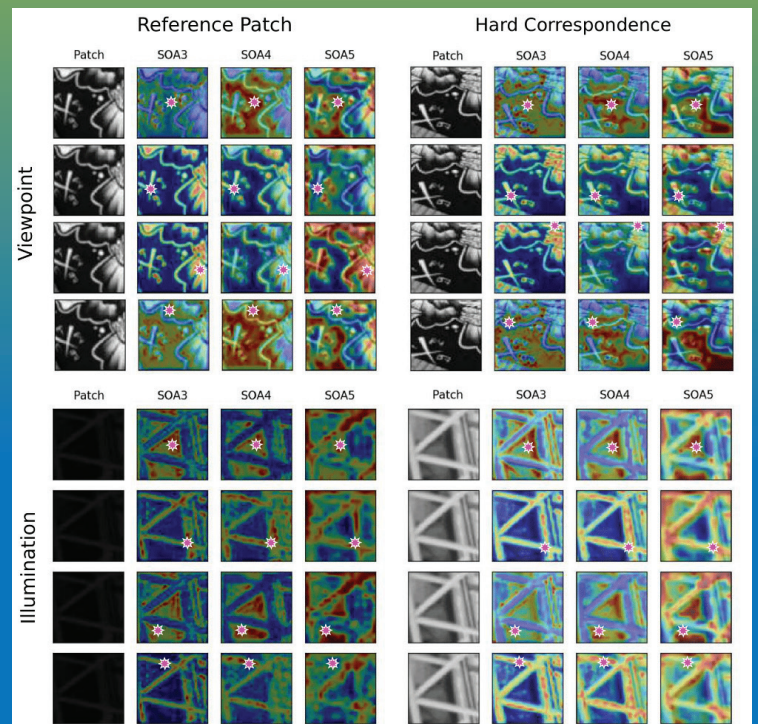 Reference Patch Hard Correspondence
Patch SOA3 SOA4 SOA5 Patch SOA3 SOA4 SOA5
Viewpoint
Patch SOA3 SOA4 SOA5 Patch SOA3 SOA4 SOA5
Illumination